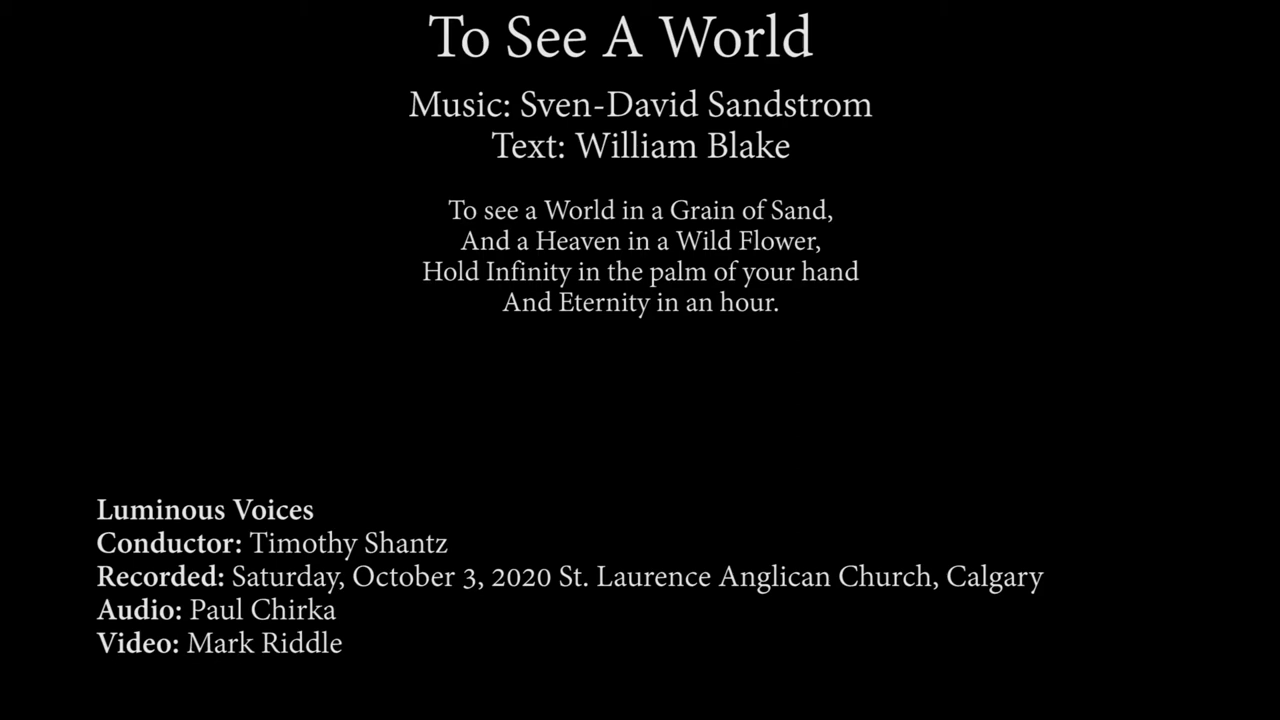 To See A World
Music: Sven-David Sandstrom
Text: William Blake
To see a World in a Grain of Sand,
And a Heaven in a Wild Flower,
Hold Infinity in the palm of your hand
And Eternity in an hour.
Luminous Voices
Conductor: Timothy Shantz
Recorded: Saturday, October 3, 2020 St. Laurence Anglican Church, Calgary
Audio: Paul Chirka
Video: Mark Riddle